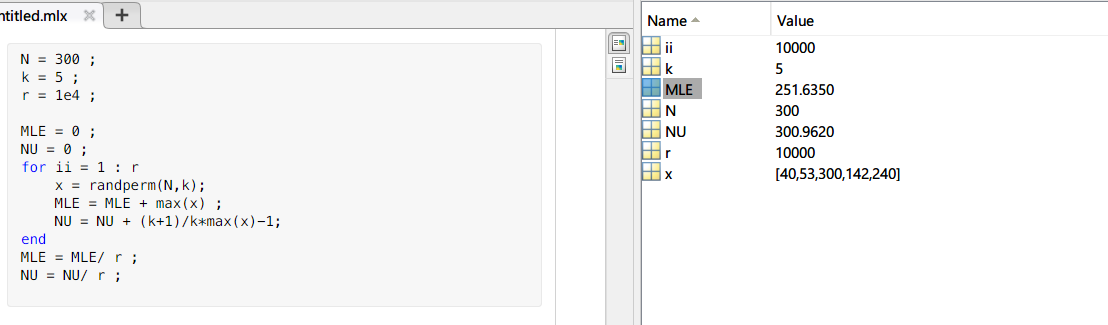 ntitled.mlx
N = 300 ;
k = 5 ;
r = 1e4 ;
MLE = 0 ;
NU = 0 ;
for ii = 1 : r
x = randperm(N,k);
MLE = MLE + max(x) ;
NU = NU + (k+1)/k*max(x)-1;
end
MLE = MLE/ r ;
NU = NU/ r ;
Name Value
ii 10000
k 5
MLE 251.6350
N 300
NU 300.9620
r 10000
x [40,53,300,142,240]